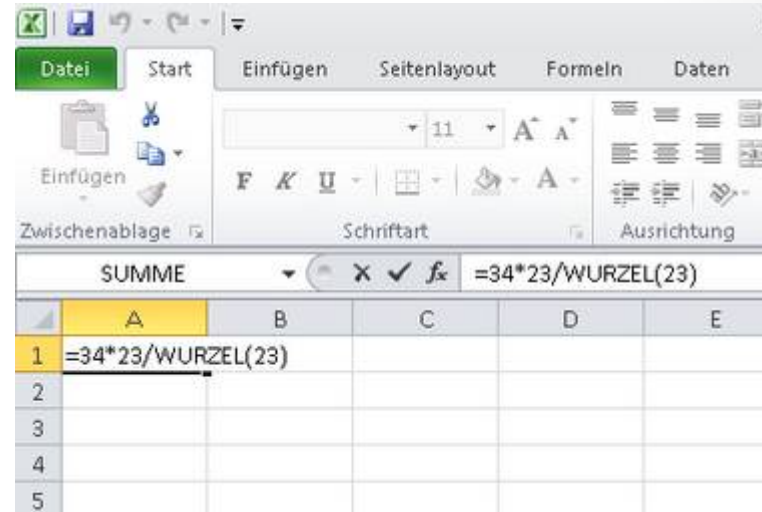 Datei Start Einfügen Seitenlayout Formeln Daten
11 A A
Einfügen
F K U A
Zwischenablage Schriftart Ausrichtung
SUMME fx =34*23/WURZEL(23)
A B C D E
1 =34*23/WURZEL(23)
2
3
4
5